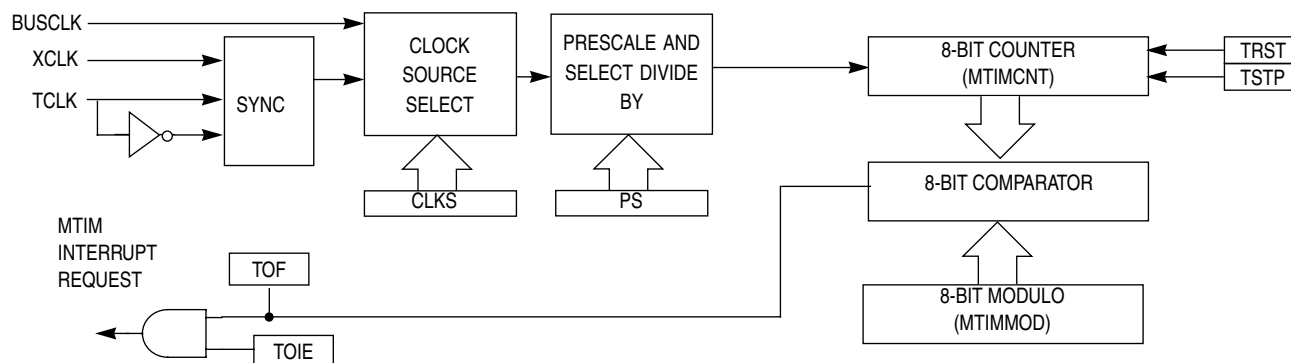 BUSCLK
XCLK
TCLK
SYNC
CLOCK
SOURCE
SELECT
CLKS
PRESCALE AND
SELECT DIVIDE
BY
PS
8-BIT COUNTER
(MTIMCNT)
TRST
TSTP
8-BIT COMPARATOR
8-BIT MODULO
(MTIMMOD)
MTIM
INTERRUPT
REQUEST
TOF
TOIE